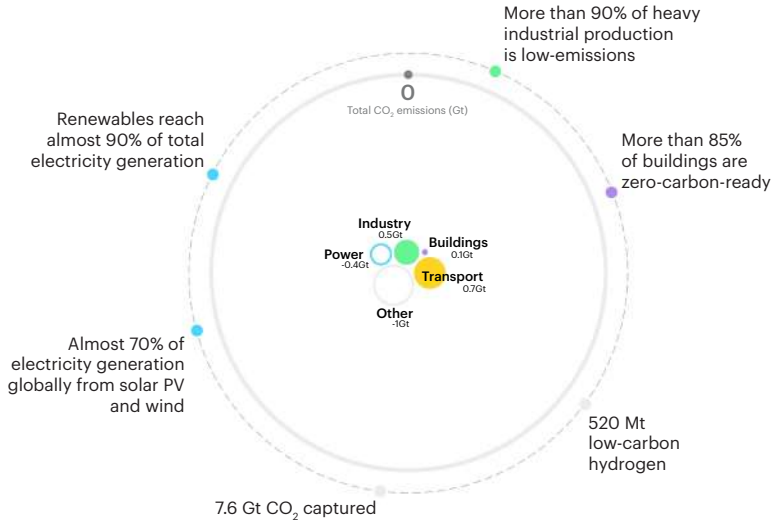 More than 90% of heavy
industrial production
is low-emissions
0
Total CO₂ emissions (Gt)
Renewables reach
almost 90% of total
electricity generation
More than 85%
of buildings are
zero-carbon-ready
Industry
0.5Gt
Buildings
0.1Gt
Power
-0.4Gt
Transport
0.7Gt
Other
-1Gt
Almost 70% of
electricity generation
globally from solar PV
and wind
520 Mt
low-carbon
hydrogen
7.6 Gt CO₂ captured